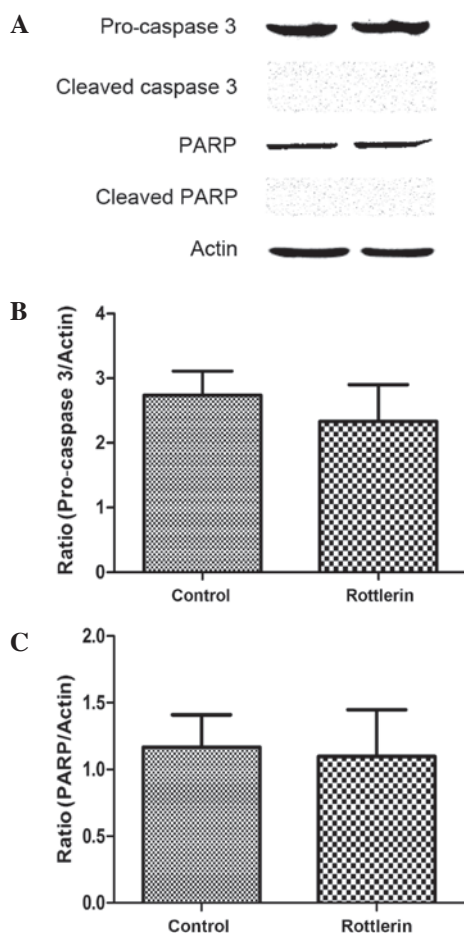 A
Pro-caspase 3
Cleaved caspase 3
PARP
Cleaved PARP
Actin
B
Ratio (Pro-caspase 3/Actin)
4
3
2
1
0
Control Rottlerin
C
Ratio (PARP/Actin)
2.0
1.5
1.0
0.5
0.0
Control Rottlerin